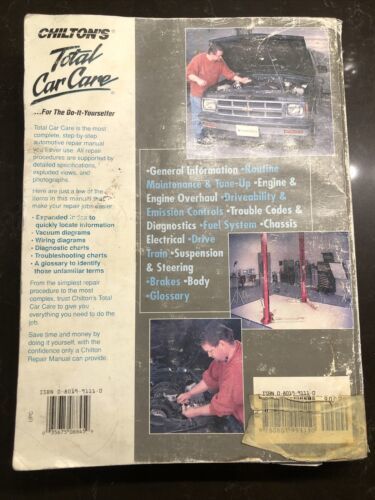 CHILTON'S
Total
Car Care
...For The Do-It-Yourselfer
Total Car Care is the most
complete, step-by-step
automotive repair manual
you'll ever use. All repair
procedures are supported by
detailed specifications,
exploded views, and
photographs.
Here are just a few of the
items in this manual that
make your repair jobs easier:
• Expanded index to
quickly locate information
• Vacuum diagrams
• Wiring diagrams
• Diagnostic charts
• Troubleshooting charts
• A glossary to identify
those unfamiliar terms
From the simplest repair
procedure to the most
complex, trust Chilton's Total
Car Care to give you
everything you need to do the
job.
Save time and money by
doing it yourself, with the
confidence only a Chilton
Repair Manual can provide.
•General Information •Routine
Maintenance & Tune-Up •Engine &
Engine Overhaul •Driveability &
Emission Controls •Trouble Codes &
Diagnostics •Fuel System •Chassis
Electrical •Drive
Train •Suspension
& Steering
•Brakes •Body
•Glossary
ISBN 0-8019-9111-0
UPC
ISBN 0-8019-9111-0